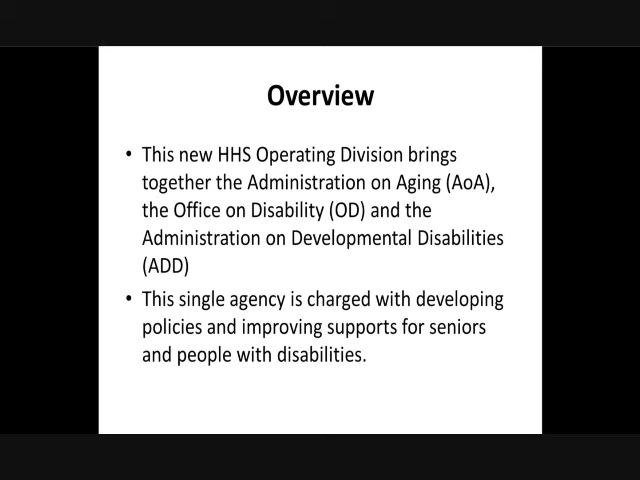 Overview
• This new HHS Operating Division brings
together the Administration on Aging (AoA),
the Office on Disability (OD) and the
Administration on Developmental Disabilities
(ADD)
• This single agency is charged with developing
policies and improving supports for seniors
and people with disabilities.